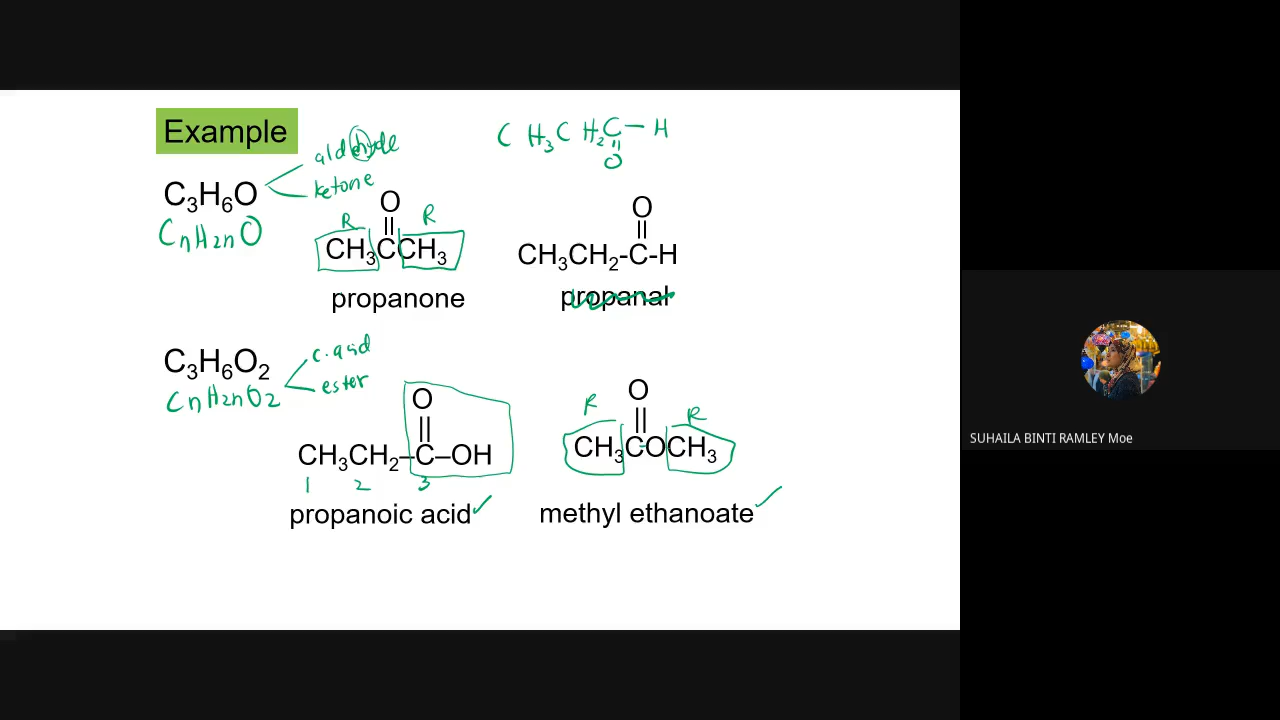 Example
aldehyde
ketone
CH3CH2C–H
O
C3H6O
CnH2nO
O
R R
CH3CCH3
propanone
O
CH3CH2-C-H
propanal
C3H6O2
CnH2nO2
c. acid
ester
O
CH3CH2–C–OH
1 2 3
propanoic acid ✓
O
R R
CH3COCH3
methyl ethanoate ✓
SUHAILA BINTI RAMLEY Moe